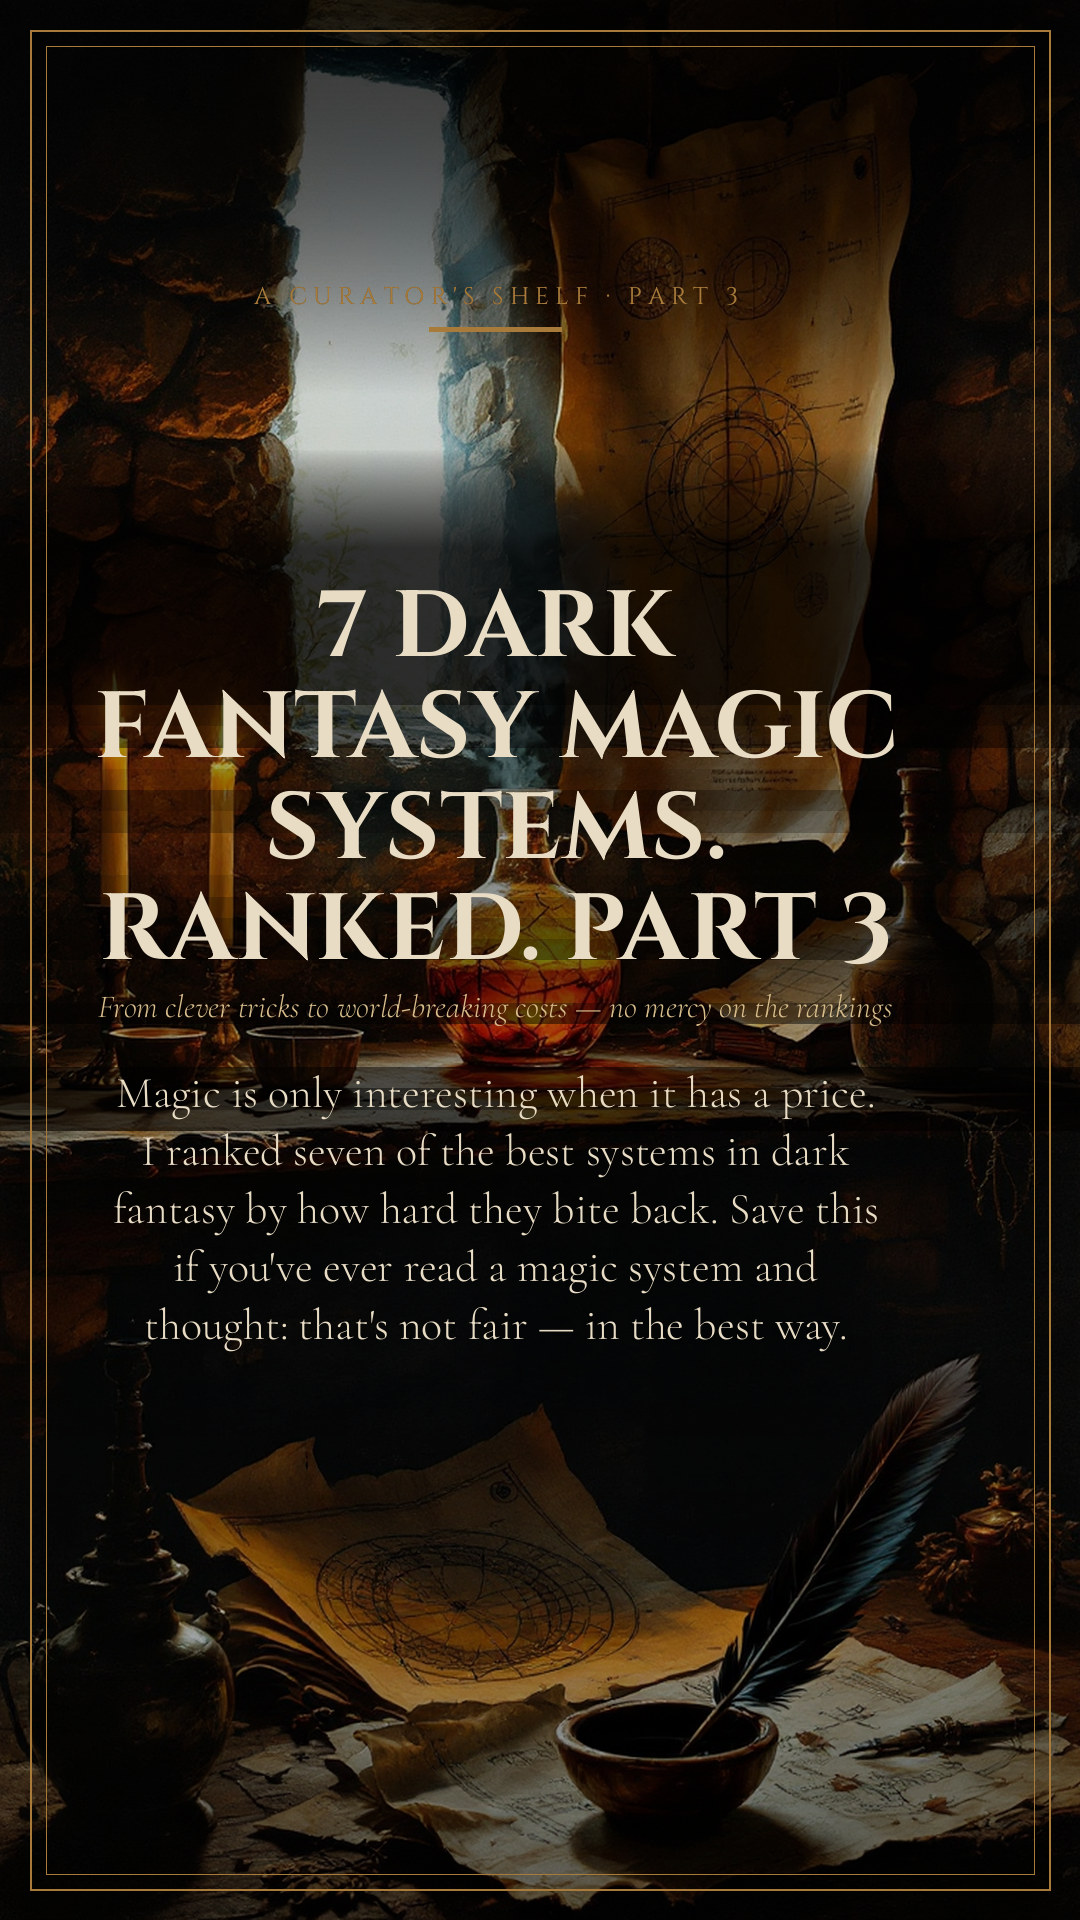 A CURATOR'S SHELF · PART 3
7 DARK
FANTASY MAGIC
SYSTEMS.
RANKED. PART 3
From clever tricks to world-breaking costs — no mercy on the rankings
Magic is only interesting when it has a price.
I ranked seven of the best systems in dark
fantasy by how hard they bite back. Save this
if you've ever read a magic system and
thought: that's not fair — in the best way.